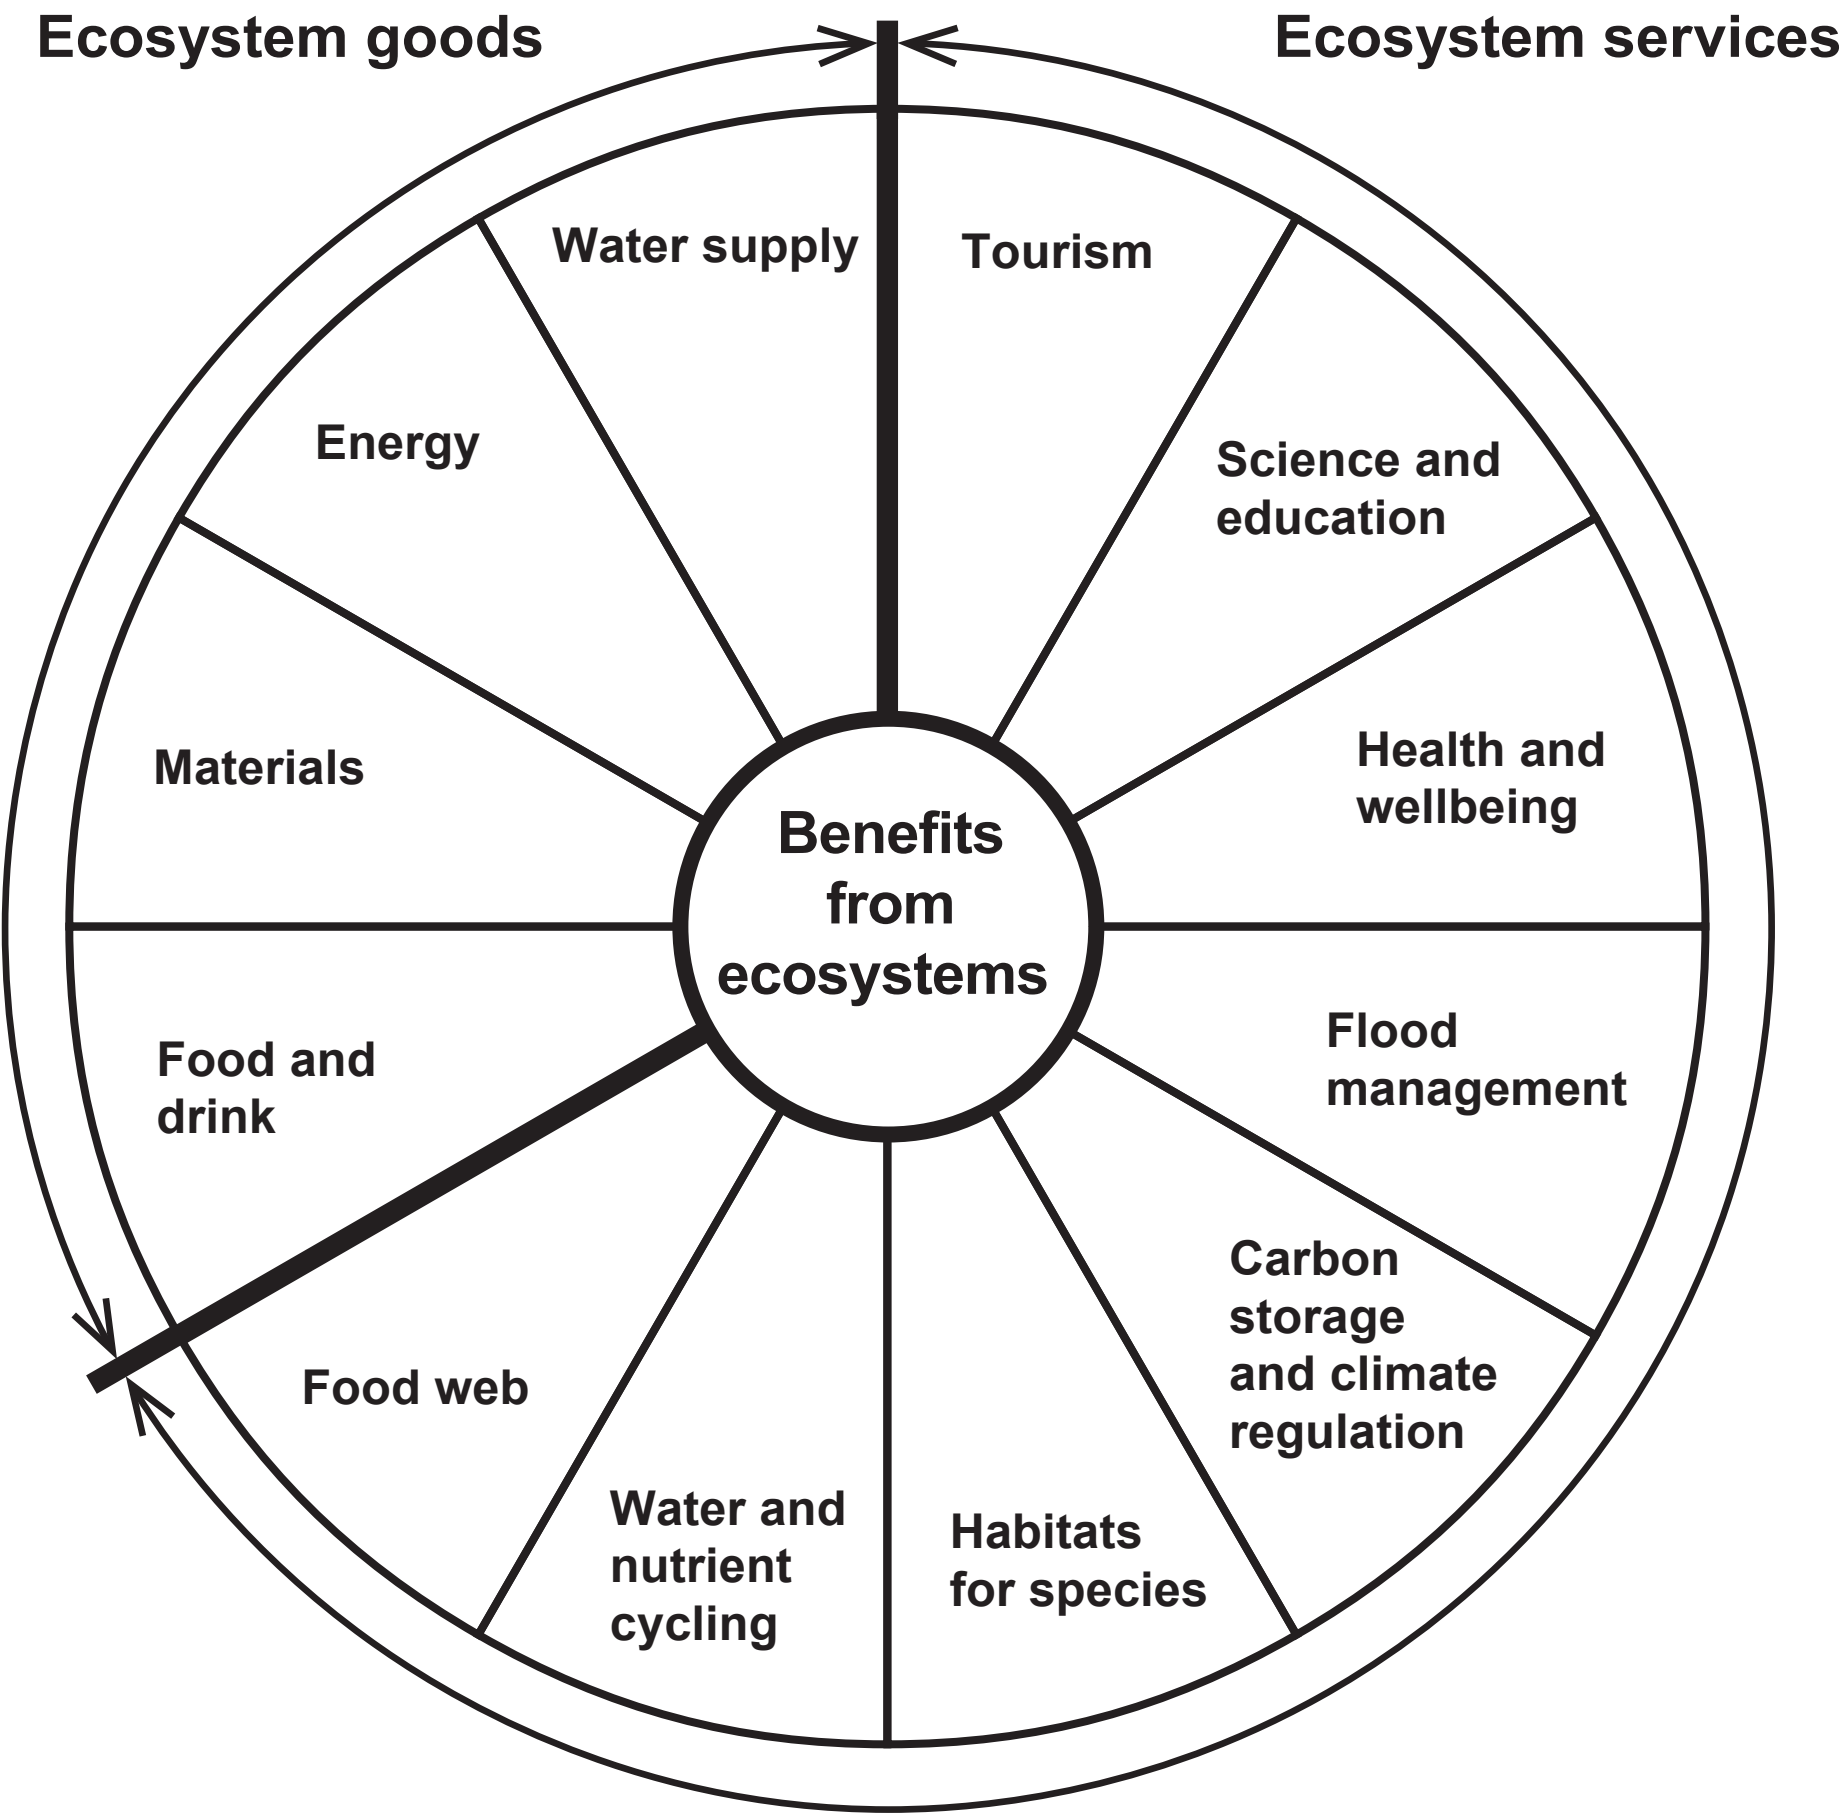 Ecosystem goods
Ecosystem services
Water supply
Tourism
Energy
Science and
education
Materials
Health and
wellbeing
Benefits
from
ecosystems
Food and
drink
Flood
management
Food web
Carbon
storage
and climate
regulation
Water and
nutrient
cycling
Habitats
for species